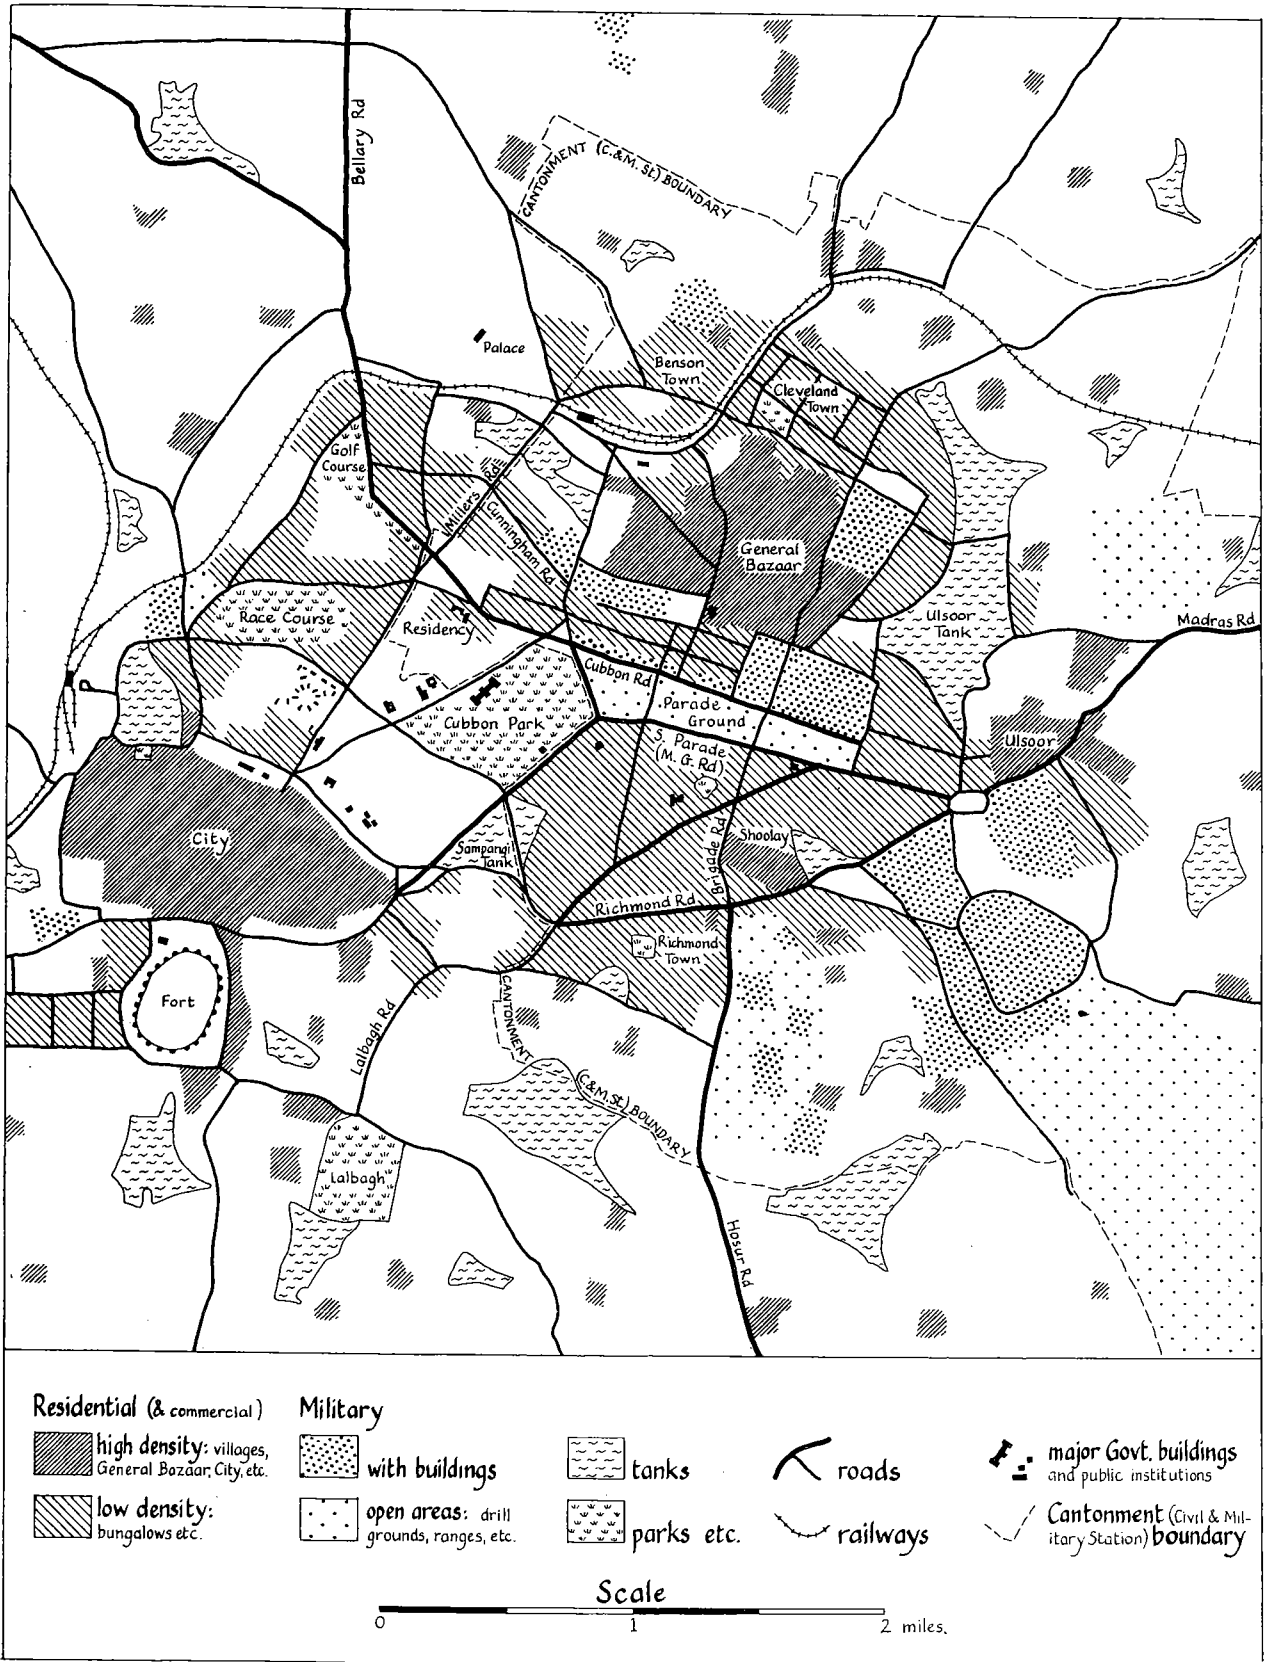 Bellary Rd
CANTONMENT (C.&M. St.) BOUNDARY
Palace
Benson
Town
Cleveland
Town
Golf
Course
Millers Rd
Cunningham Rd
General
Bazaar
Race Course
Residency
Ulsoor
Tank
Madras Rd
Cubbon Rd
Parade
Ground
Cubbon Park
S. Parade
(M. G. Rd)
Ulsoor
City
Sampangi
Tank
Shoolay
Brigade Rd
Richmond Rd
Richmond
Town
Fort
Lalbagh Rd
CANTONMENT
(C.&M. St.) BOUNDARY
Lalbagh
Hosur Rd
Residential (& commercial)
high density: villages,
General Bazaar, City, etc.
low density:
bungalows etc.
Military
with buildings
open areas: drill
grounds, ranges, etc.
tanks
parks etc.
roads
railways
major Govt. buildings
and public institutions
Cantonment (Civil & Mil-
itary Station) boundary
Scale
0 1 2 miles.